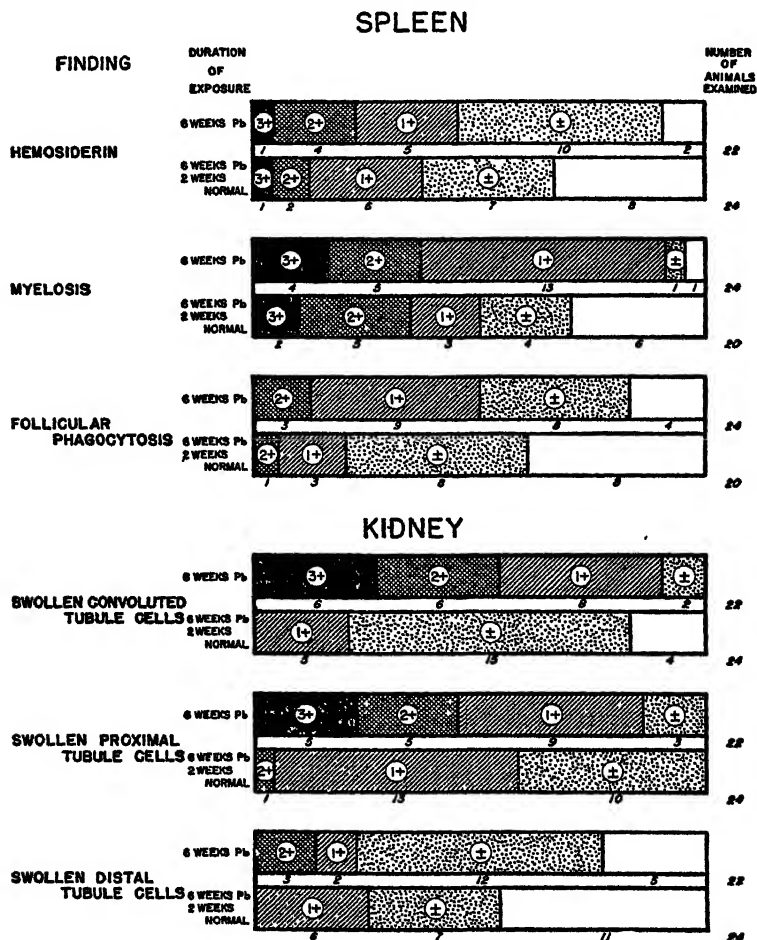 SPLEEN
FINDING
DURATION
OF
EXPOSURE
NUMBER
OF
ANIMALS
EXAMINED
HEMOSIDERIN
6 WEEKS Pb
3+ 2+ 1+ ±
1 4 5 10 2 22
6 WEEKS Pb
2 WEEKS
NORMAL
3+ 2+ 1+ ±
1 2 6 7 8 24
MYELOSIS
6 WEEKS Pb
3+ 2+ 1+ ±
4 5 13 1 1 24
6 WEEKS Pb
2 WEEKS
NORMAL
3+ 2+ 1+ ±
2 5 3 4 6 20
FOLLICULAR
PHAGOCYTOSIS
6 WEEKS Pb
2+ 1+ ±
3 9 8 4 24
6 WEEKS Pb
2 WEEKS
NORMAL
2+ 1+ ±
1 3 8 8 20
KIDNEY
SWOLLEN CONVOLUTED
TUBULE CELLS
6 WEEKS Pb
3+ 2+ 1+ ±
6 6 8 2 22
6 WEEKS Pb
2 WEEKS
NORMAL
1+ ±
5 15 4 24
SWOLLEN PROXIMAL
TUBULE CELLS
6 WEEKS Pb
3+ 2+ 1+ ±
5 5 9 3 22
6 WEEKS Pb
2 WEEKS
NORMAL
2+ 1+ ±
1 13 10 24
SWOLLEN DISTAL
TUBULE CELLS
6 WEEKS Pb
2+ 1+ ±
3 2 12 5 22
6 WEEKS Pb
2 WEEKS
NORMAL
1+ ±
6 7 11 24